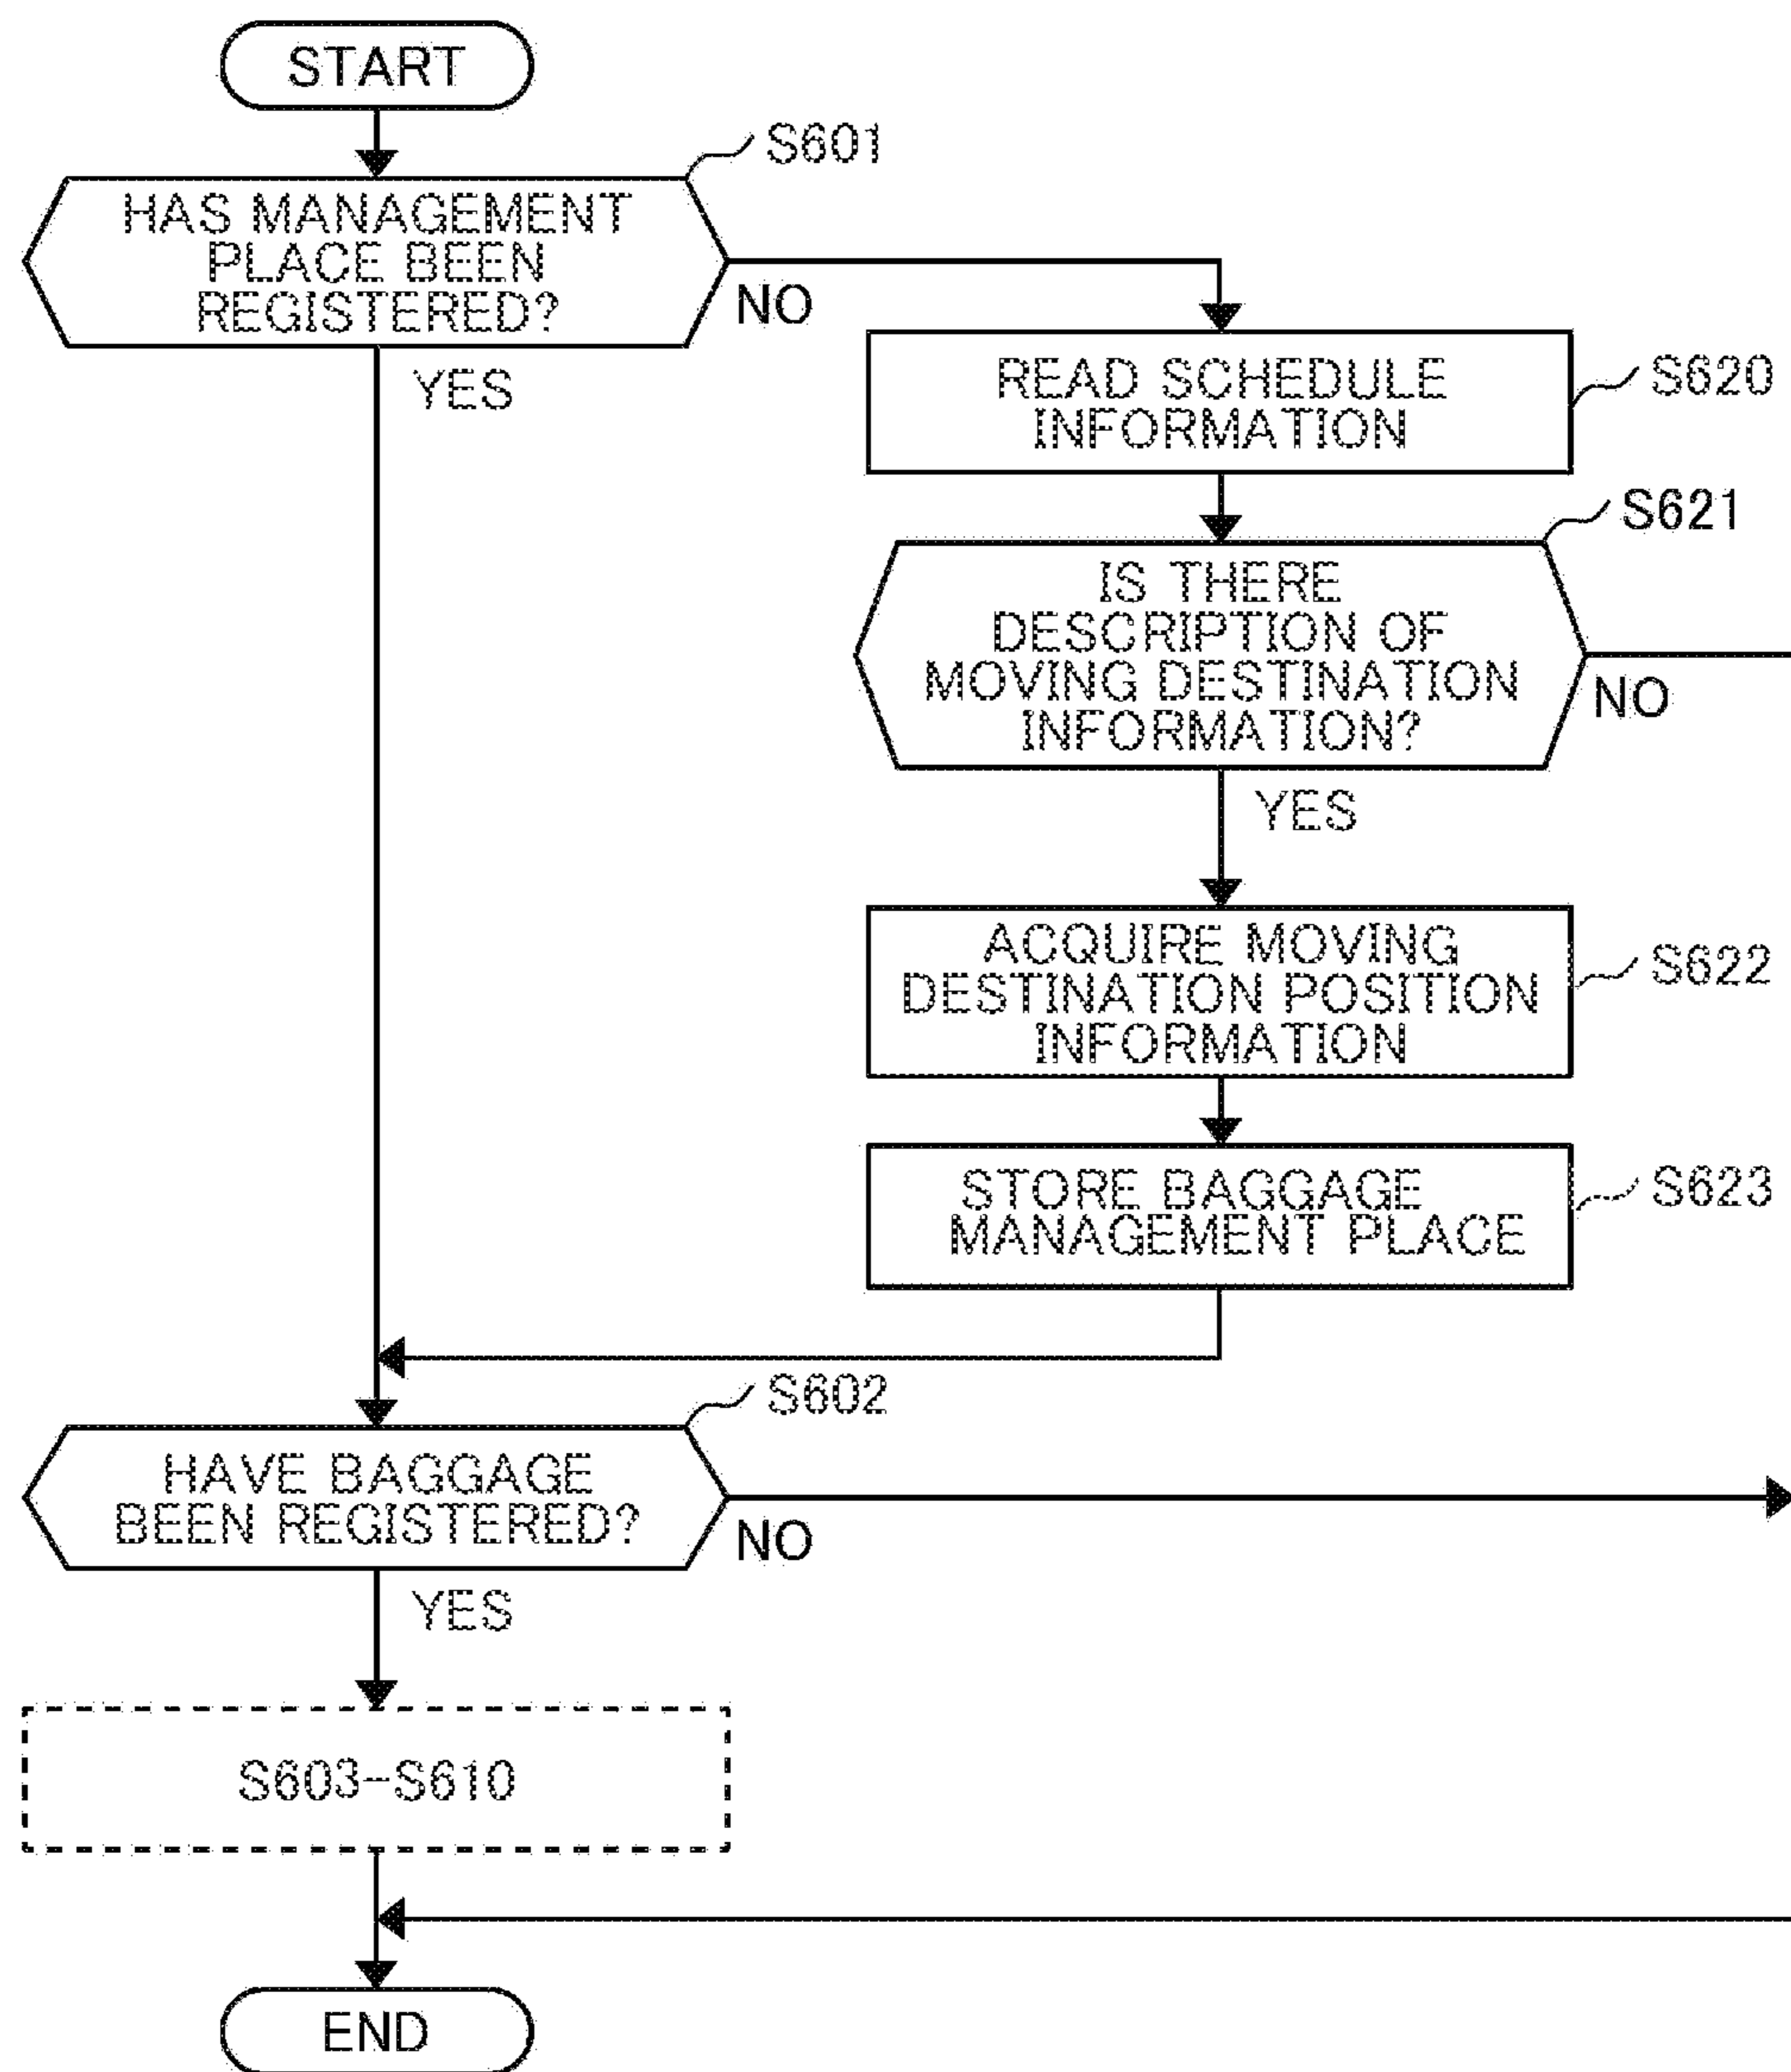 START
S601
HAS MANAGEMENT
PLACE BEEN
REGISTERED?
NO
YES
READ SCHEDULE
INFORMATION
S620
S621
IS THERE
DESCRIPTION OF
MOVING DESTINATION
INFORMATION?
NO
YES
ACQUIRE MOVING
DESTINATION POSITION
INFORMATION
S622
STORE BAGGAGE
MANAGEMENT PLACE
S623
S602
HAVE BAGGAGE
BEEN REGISTERED?
NO
YES
S603-S610
END